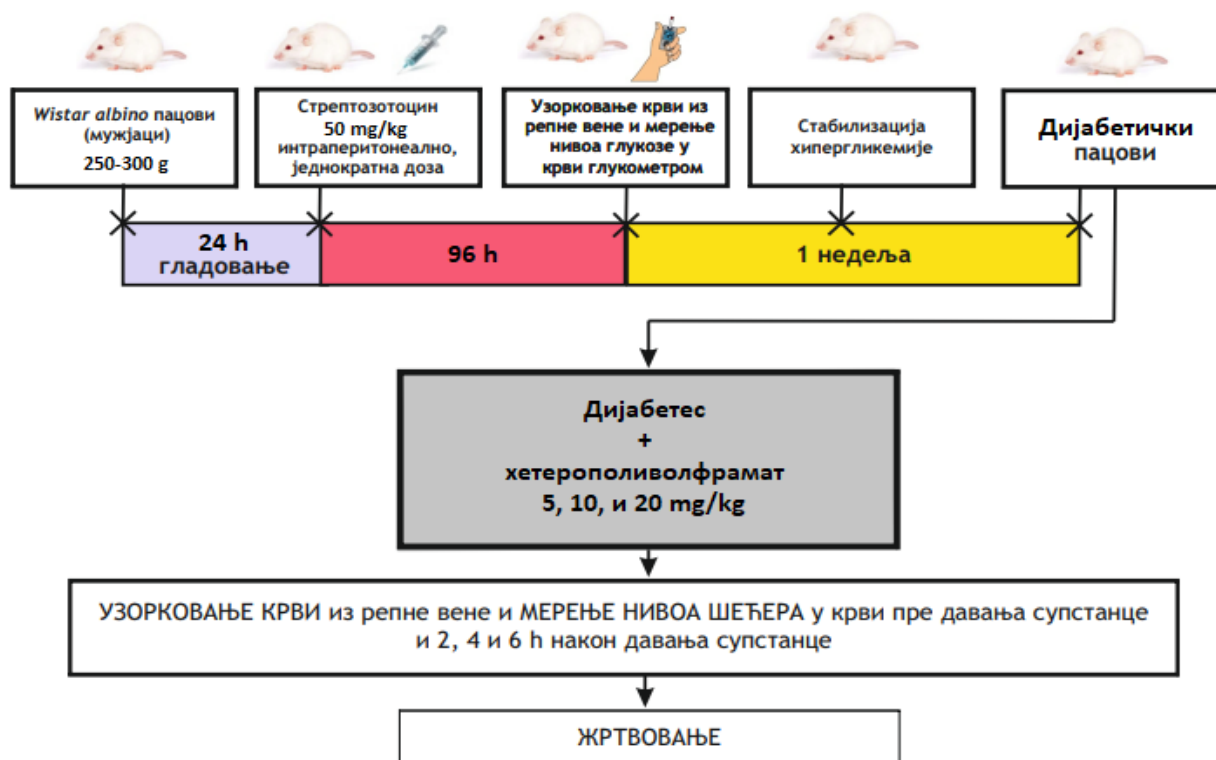 Wistar albino пацови
(мужјаци)
250-300 g
Стрептозотоцин
50 mg/kg
интраперитонеално,
једнократна доза
Узорковање крви из
репне вене и мерење
нивоа глукозе у
крви глукометром
Стабилизација
хипергликемије
Дијабетички
пацови
24 h
гладовање
96 h
1 недеља
Дијабетес
+
хетерополиволфрамат
5, 10, и 20 mg/kg
УЗОРКОВАЊЕ КРВИ из репне вене и МЕРЕЊЕ НИВОА ШЕЋЕРА у крви пре давања супстанце
и 2, 4 и 6 h након давања супстанце
ЖРТВОВАЊЕ